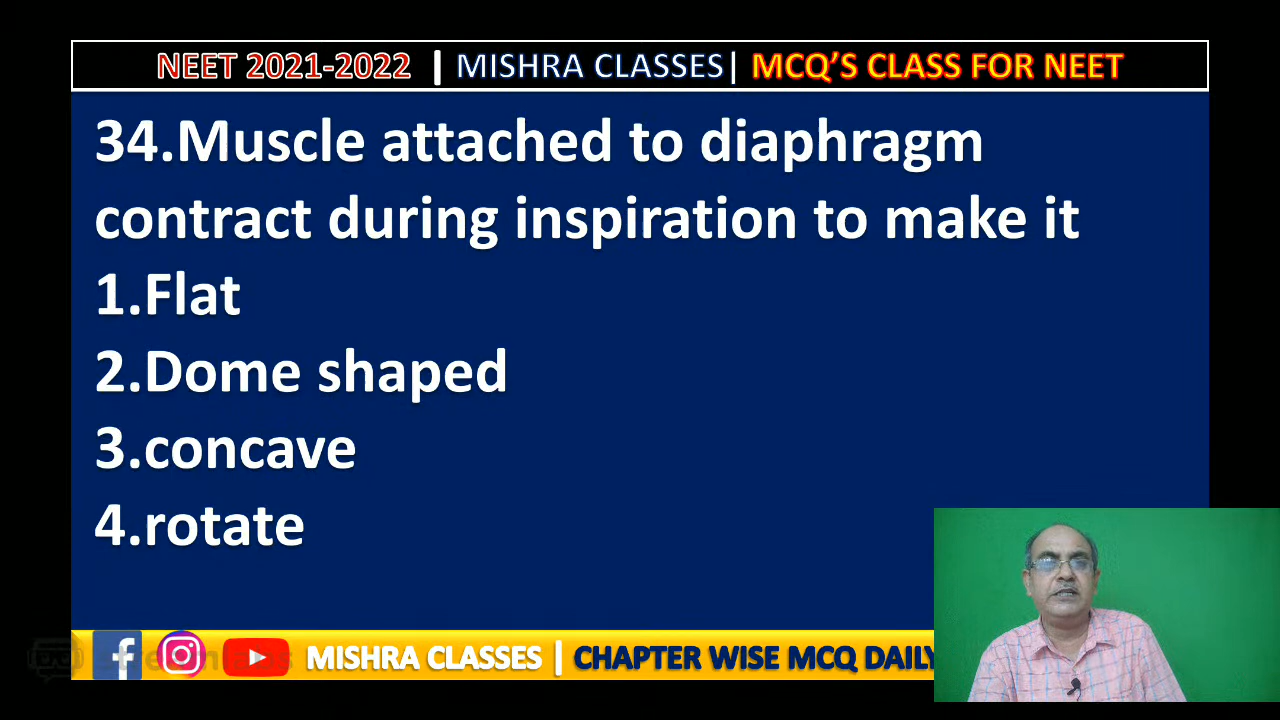 NEET 2021-2022 | MISHRA CLASSES| MCQ’S CLASS FOR NEET
34.Muscle attached to diaphragm
contract during inspiration to make it
1.Flat
2.Dome shaped
3.concave
4.rotate
MISHRA CLASSES | CHAPTER WISE MCQ DAILY